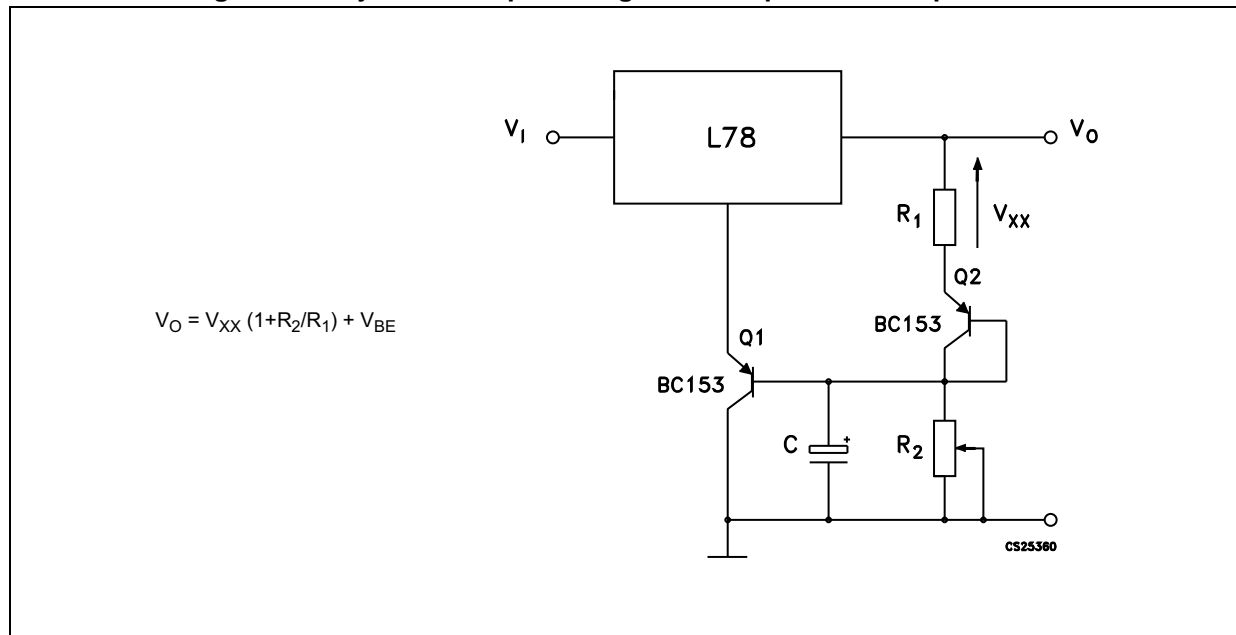 V_I
L78
V_O
R_1
V_XX
Q2
V_O = V_XX (1+R_2/R_1) + V_BE
BC153
Q1
BC153
C
+
R_2
CS25360